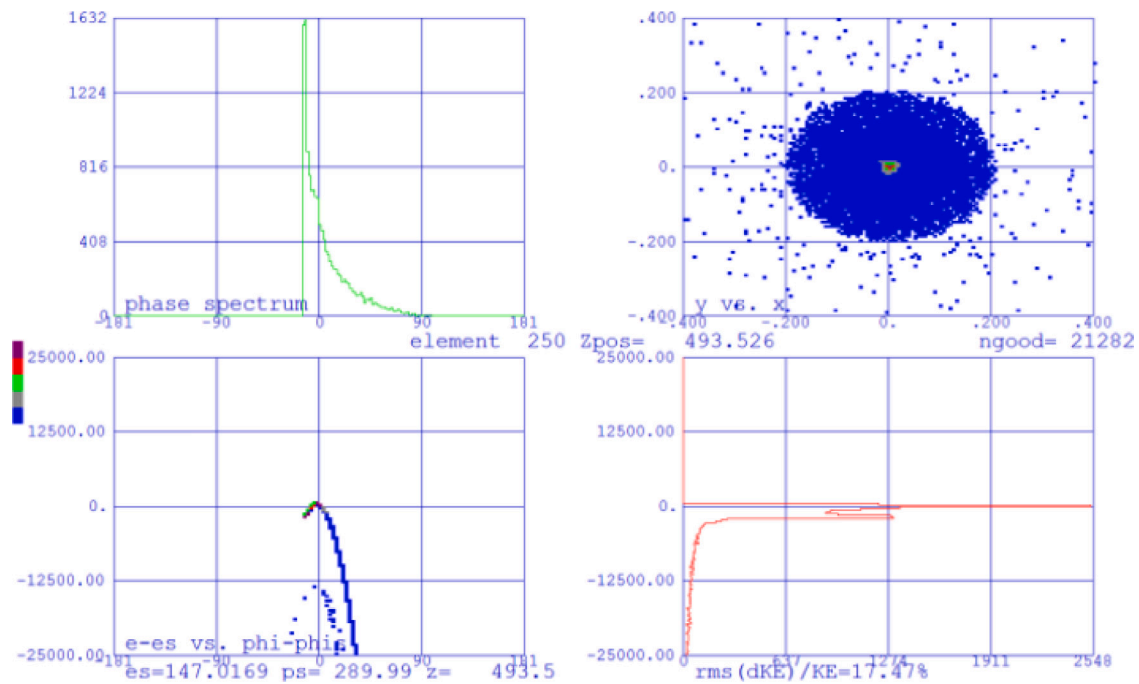 1632
1224
816
408
0
phase spectrum
-181 -90 0 90 181
.400
.200
0.
-.200
-.400
y vs. x
.400 -.200 0. .200 .400
element 250 Zpos= 493.526 ngood= 21282
25000.00
12500.00
0.
-12500.00
-25000.00
e-es vs. phi-phis
-181 -90 0 90 181
es=147.0169 ps= 289.99 z= 493.5
25000.00
12500.00
0.
-12500.00
-25000.00
0 637 1274 1911 2548
rms(dKE)/KE=17.47%